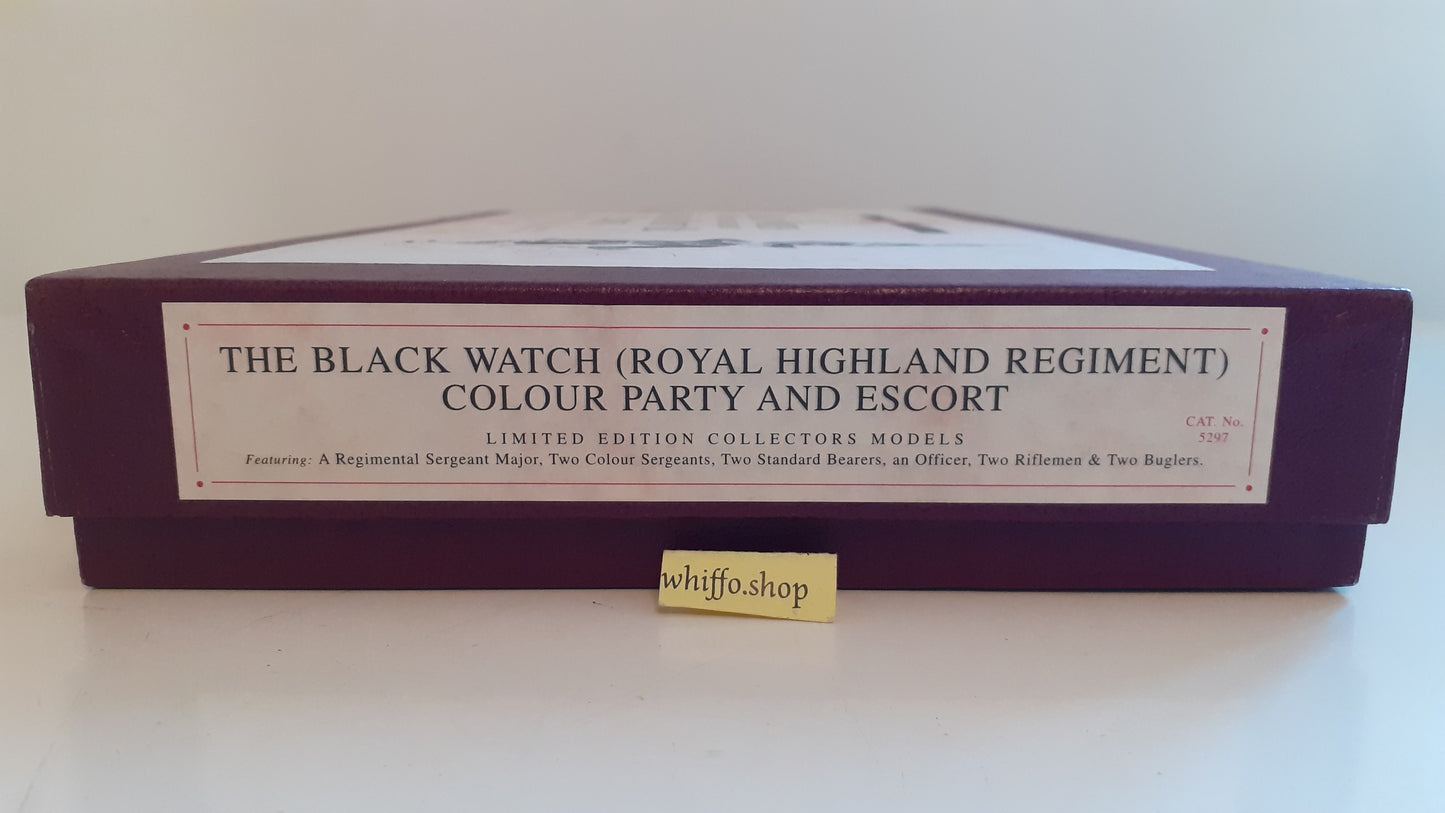 THE BLACK WATCH (ROYAL HIGHLAND REGIMENT)
COLOUR PARTY AND ESCORT
LIMITED EDITION COLLECTORS MODELS
CAT. No.
5297
Featuring: A Regimental Sergeant Major, Two Colour Sergeants, Two Standard Bearers, an Officer, Two Riflemen & Two Buglers.
whiffo.shop